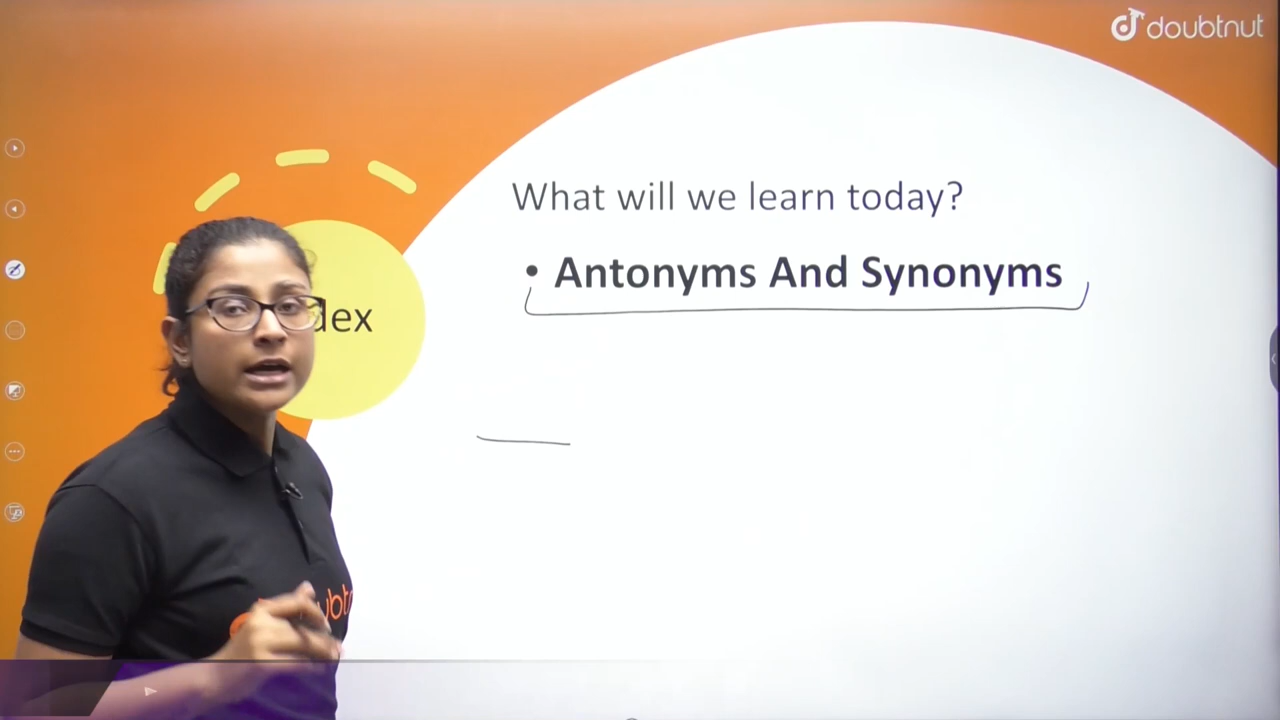 doubtnut
What will we learn today?
• Antonyms And Synonyms
dex